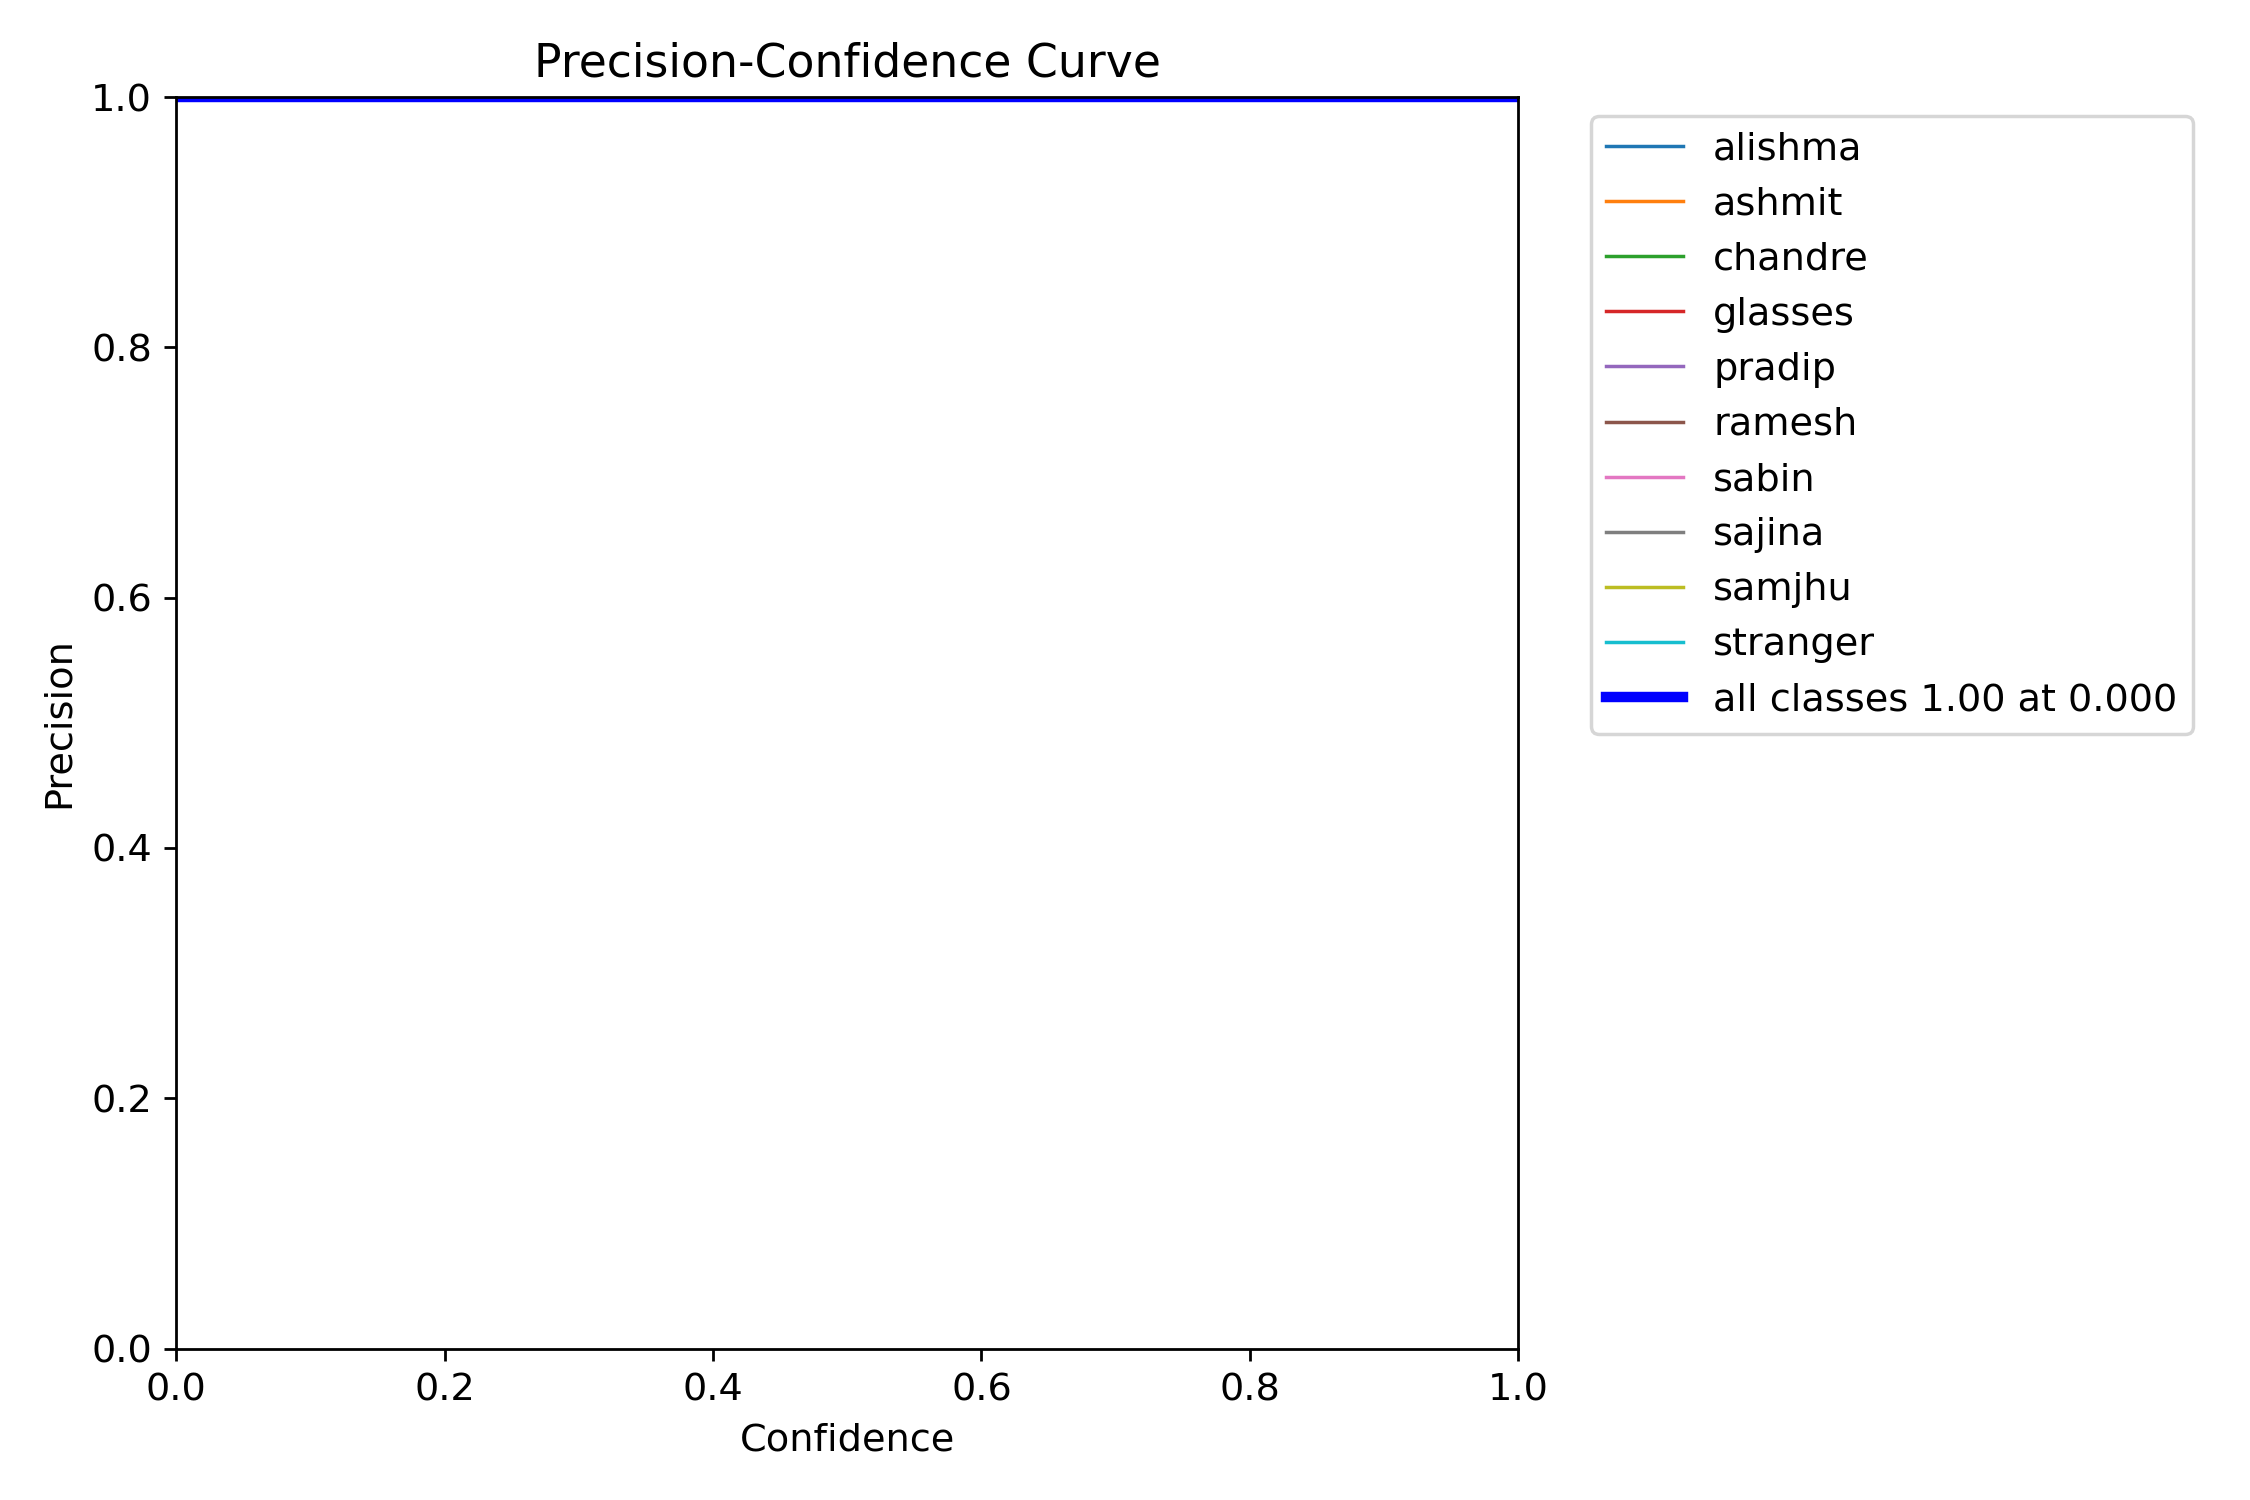 Precision-Confidence Curve
1.0
0.8
0.6
0.4
0.2
0.0
Precision
0.0 0.2 0.4 0.6 0.8 1.0
Confidence
alishma
ashmit
chandre
glasses
pradip
ramesh
sabin
sajina
samjhu
stranger
all classes 1.00 at 0.000